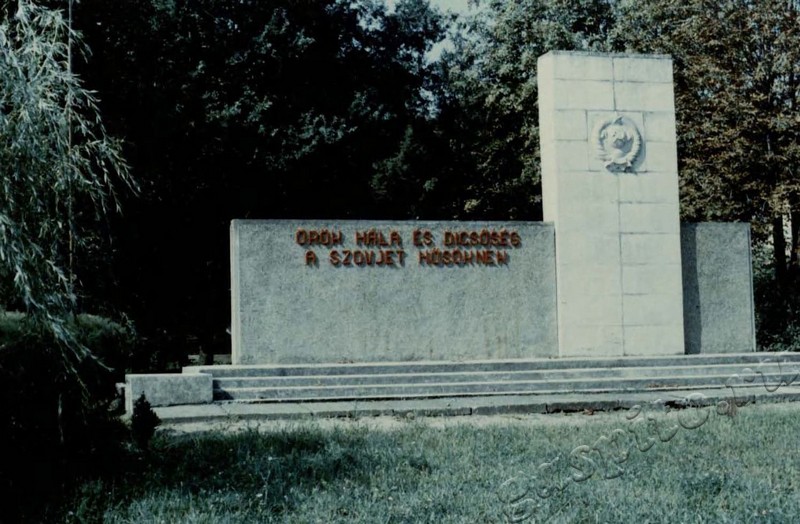 ÖRÖK HÁLA ÉS DICSŐSÉG
A SZOVJET HŐSÖKNEK